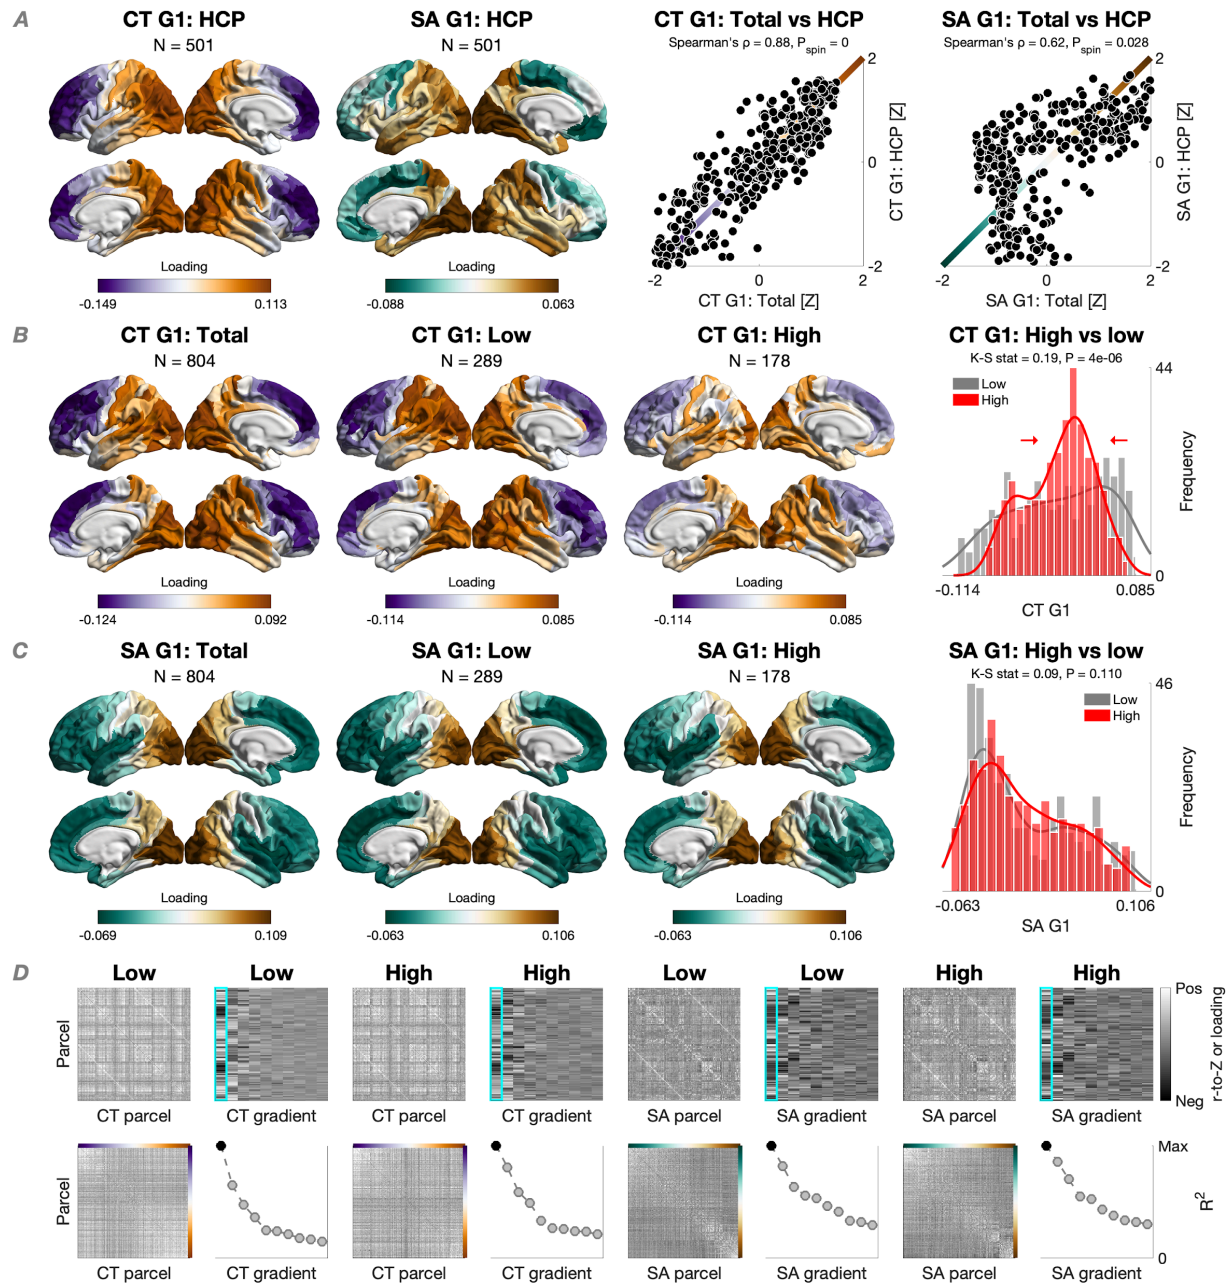 A
CT G1: HCP
N = 501
SA G1: HCP
N = 501
CT G1: Total vs HCP
Spearman's ρ = 0.88, Pspin = 0
SA G1: Total vs HCP
Spearman's ρ = 0.62, Pspin = 0.028
Loading
-0.149 0.113
Loading
-0.088 0.063
2
0
-2
CT G1: HCP [Z]
-2 0 2
CT G1: Total [Z]
2
0
-2
SA G1: HCP [Z]
-2 0 2
SA G1: Total [Z]
B
CT G1: Total
N = 804
CT G1: Low
N = 289
CT G1: High
N = 178
CT G1: High vs low
K-S stat = 0.19, P = 4e-06
Low
High
44
0
Frequency
-0.114 0.085
CT G1
Loading
-0.124 0.092
Loading
-0.114 0.085
Loading
-0.114 0.085
C
SA G1: Total
N = 804
SA G1: Low
N = 289
SA G1: High
N = 178
SA G1: High vs low
K-S stat = 0.09, P = 0.110
Low
High
46
0
Frequency
-0.063 0.106
SA G1
Loading
-0.069 0.109
Loading
-0.063 0.106
Loading
-0.063 0.106
D
Low Low High High Low Low High High
Parcel
Pos
Neg
r-to-Z or loading
CT parcel CT gradient CT parcel CT gradient SA parcel SA gradient SA parcel SA gradient
Parcel
Max
0
R2
CT parcel CT gradient CT parcel CT gradient SA parcel SA gradient SA parcel SA gradient